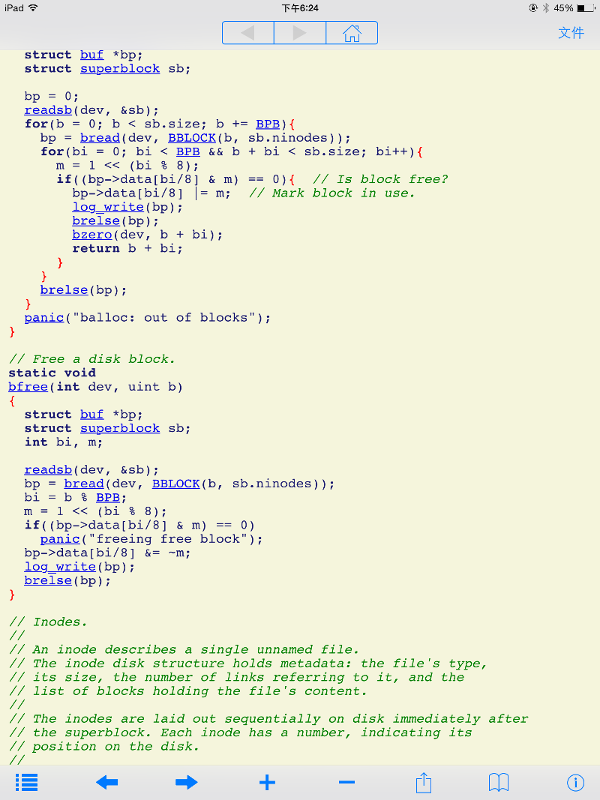 iPad 下午6:24 45%
文件
struct buf *bp;
struct superblock sb;
bp = 0;
readsb(dev, &sb);
for(b = 0; b < sb.size; b += BPB){
bp = bread(dev, BBLOCK(b, sb.ninodes));
for(bi = 0; bi < BPB && b + bi < sb.size; bi++){
m = 1 << (bi % 8);
if((bp->data[bi/8] & m) == 0){ // Is block free?
bp->data[bi/8] |= m; // Mark block in use.
log_write(bp);
brelse(bp);
bzero(dev, b + bi);
return b + bi;
}
}
brelse(bp);
}
panic("balloc: out of blocks");
}
// Free a disk block.
static void
bfree(int dev, uint b)
{
struct buf *bp;
struct superblock sb;
int bi, m;
readsb(dev, &sb);
bp = bread(dev, BBLOCK(b, sb.ninodes));
bi = b % BPB;
m = 1 << (bi % 8);
if((bp->data[bi/8] & m) == 0)
panic("freeing free block");
bp->data[bi/8] &= ~m;
log_write(bp);
brelse(bp);
}
// Inodes.
//
// An inode describes a single unnamed file.
// The inode disk structure holds metadata: the file's type,
// its size, the number of links referring to it, and the
// list of blocks holding the file's content.
//
// The inodes are laid out sequentially on disk immediately after
// the superblock. Each inode has a number, indicating its
// position on the disk.
//